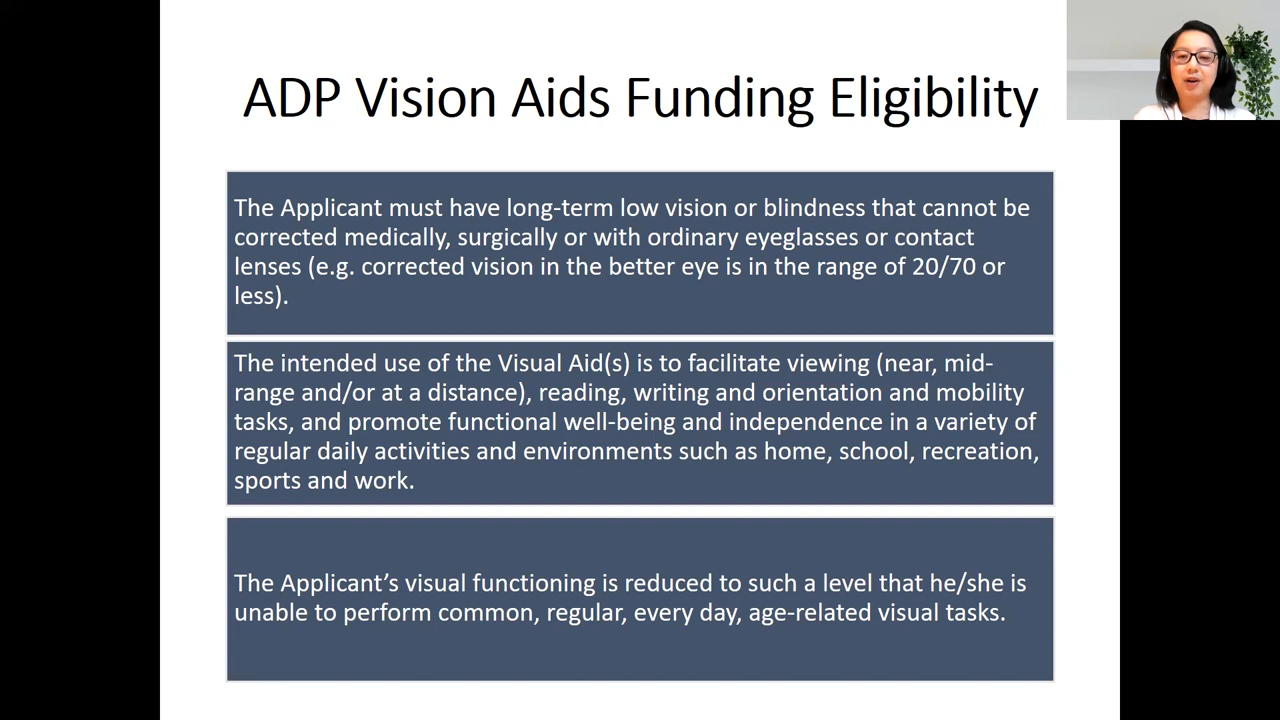 ADP Vision Aids Funding Eligibility
The Applicant must have long-term low vision or blindness that cannot be
corrected medically, surgically or with ordinary eyeglasses or contact
lenses (e.g. corrected vision in the better eye is in the range of 20/70 or
less).
The intended use of the Visual Aid(s) is to facilitate viewing (near, mid-
range and/or at a distance), reading, writing and orientation and mobility
tasks, and promote functional well-being and independence in a variety of
regular daily activities and environments such as home, school, recreation,
sports and work.
The Applicant’s visual functioning is reduced to such a level that he/she is
unable to perform common, regular, every day, age-related visual tasks.